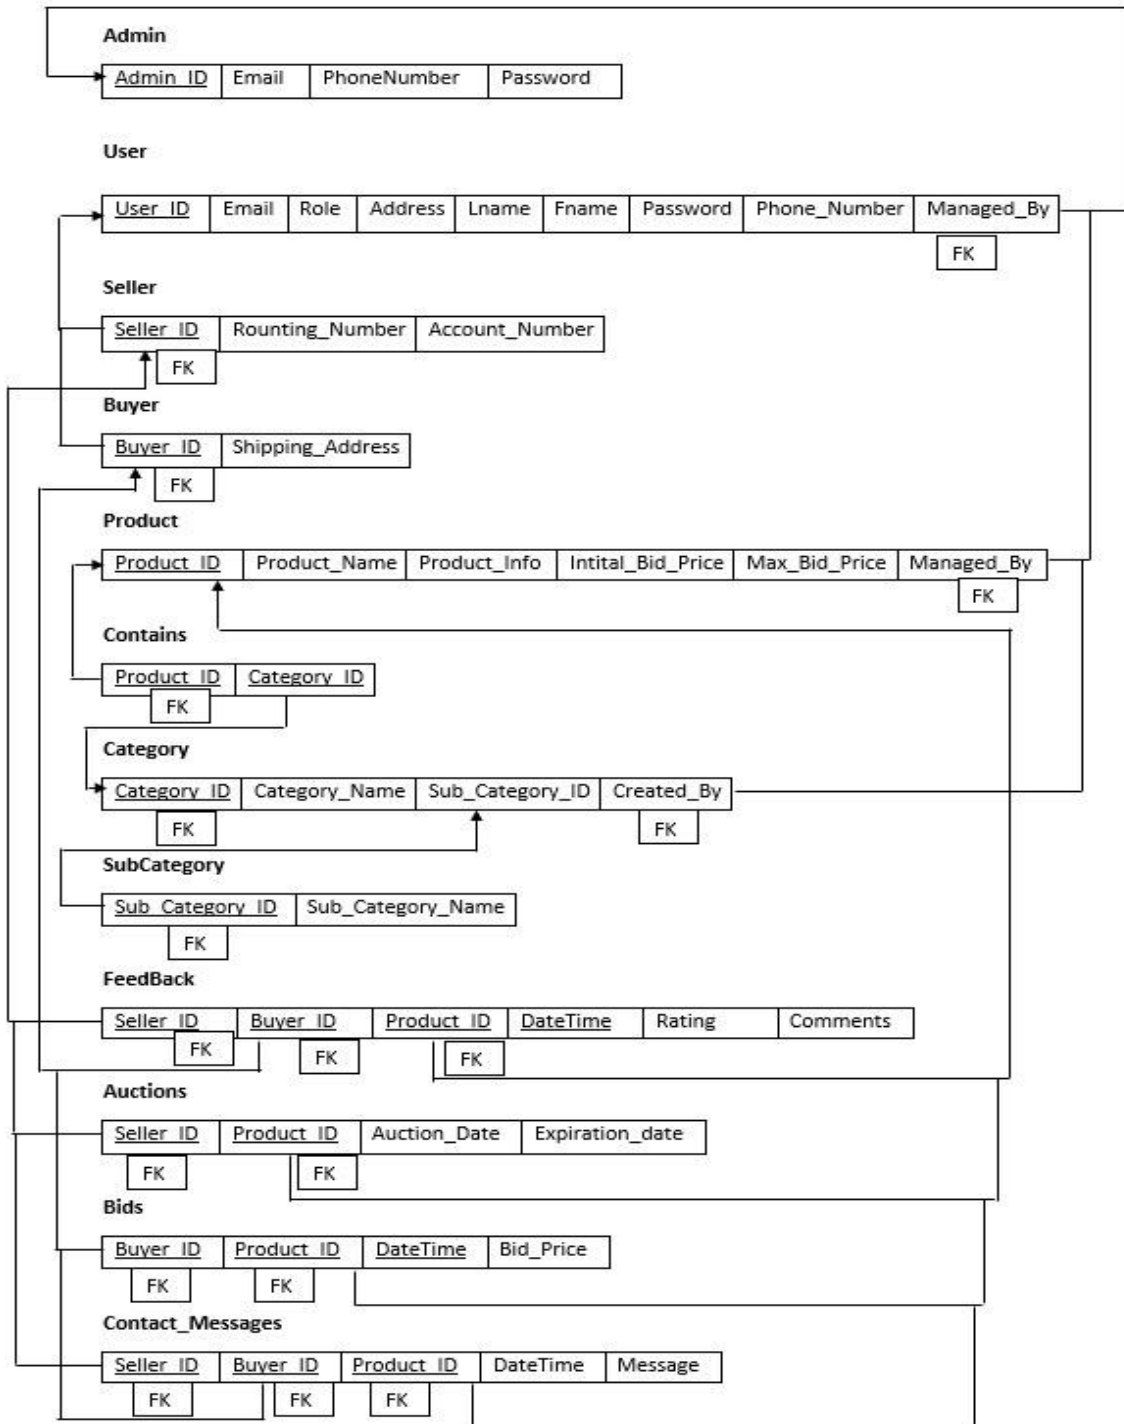 Admin
Admin_ID Email PhoneNumber Password
User
User_ID Email Role Address Lname Fname Password Phone_Number Managed_By
FK
Seller
Seller_ID Rounting_Number Account_Number
FK
Buyer
Buyer_ID Shipping_Address
FK
Product
Product_ID Product_Name Product_Info Intital_Bid_Price Max_Bid_Price Managed_By
FK
Contains
Product_ID Category_ID
FK
Category
Category_ID Category_Name Sub_Category_ID Created_By
FK FK
SubCategory
Sub_Category_ID Sub_Category_Name
FK
FeedBack
Seller_ID Buyer_ID Product_ID DateTime Rating Comments
FK FK FK
Auctions
Seller_ID Product_ID Auction_Date Expiration_date
FK FK
Bids
Buyer_ID Product_ID DateTime Bid_Price
FK FK
Contact_Messages
Seller_ID Buyer_ID Product_ID DateTime Message
FK FK FK